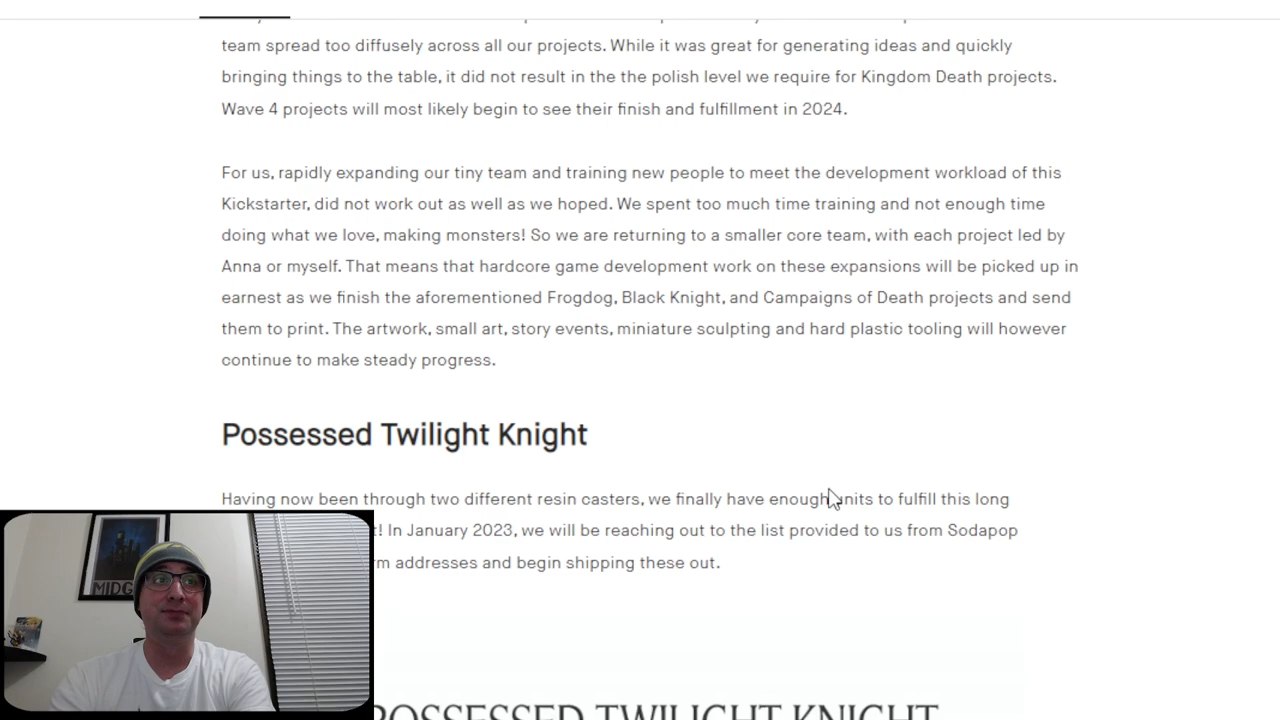 team spread too diffusely across all our projects. While it was great for generating ideas and quickly
bringing things to the table, it did not result in the the polish level we require for Kingdom Death projects.
Wave 4 projects will most likely begin to see their finish and fulfillment in 2024.
For us, rapidly expanding our tiny team and training new people to meet the development workload of this
Kickstarter, did not work out as well as we hoped. We spent too much time training and not enough time
doing what we love, making monsters! So we are returning to a smaller core team, with each project led by
Anna or myself. That means that hardcore game development work on these expansions will be picked up in
earnest as we finish the aforementioned Frogdog, Black Knight, and Campaigns of Death projects and send
them to print. The artwork, small art, story events, miniature sculpting and hard plastic tooling will however
continue to make steady progress.
Possessed Twilight Knight
Having now been through two different resin casters, we finally have enough units to fulfill this long
! In January 2023, we will be reaching out to the list provided to us from Sodapop
addresses and begin shipping these out.
MIDG
POSSESSED TWILIGHT KNIGHT